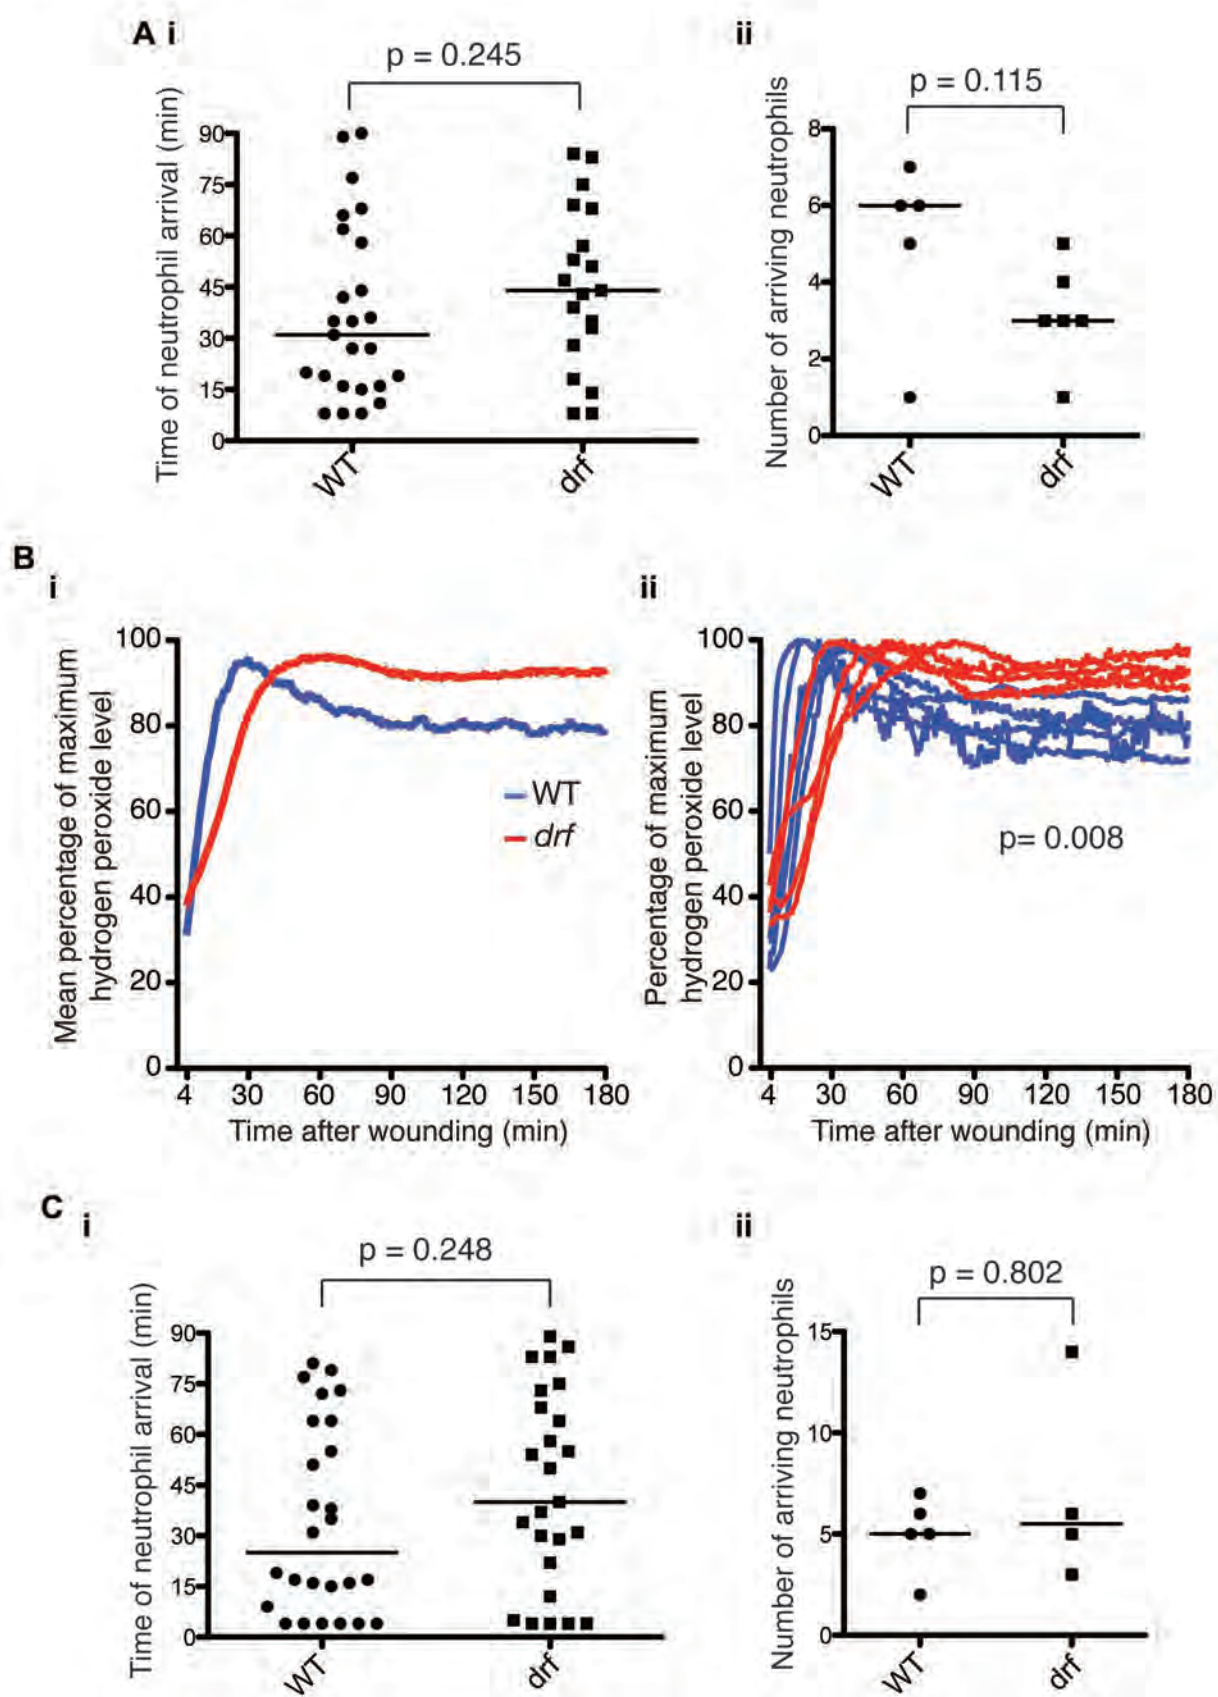 A i
p = 0.245
Time of neutrophil arrival (min)
90
75
60
45
30
15
0
WT
drf
ii
p = 0.115
Number of arriving neutrophils
8
6
4
2
0
WT
drf
B
i
Mean percentage of maximum
hydrogen peroxide level
100
80
60
40
20
0
WT
drf
4 30 60 90 120 150 180
Time after wounding (min)
ii
Percentage of maximum
hydrogen peroxide level
100
80
60
40
20
0
p= 0.008
4 30 60 90 120 150 180
Time after wounding (min)
C
i
p = 0.248
Time of neutrophil arrival (min)
90
75
60
45
30
15
0
WT
drf
ii
p = 0.802
Number of arriving neutrophils
15
10
5
0
WT
drf